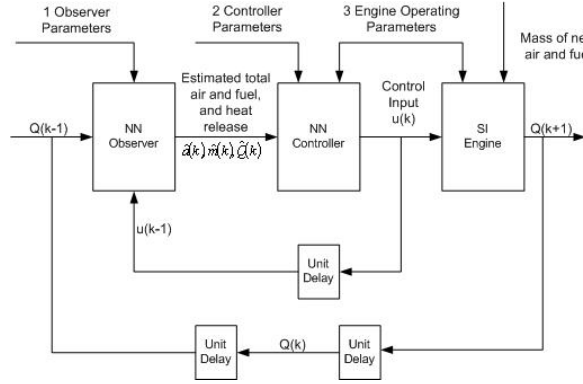 1 Observer
Parameters
2 Controller
Parameters
3 Engine Operating
Parameters
Mass of ne
air and fue
Estimated total
air and fuel,
and heat
release
Control
Input
u(k)
Q(k-1)
NN
Observer
NN
Controller
SI
Engine
Q(k+1)
â(k),m̂(k),Q̂(k)
u(k-1)
Unit
Delay
Unit
Delay
Q(k)
Unit
Delay